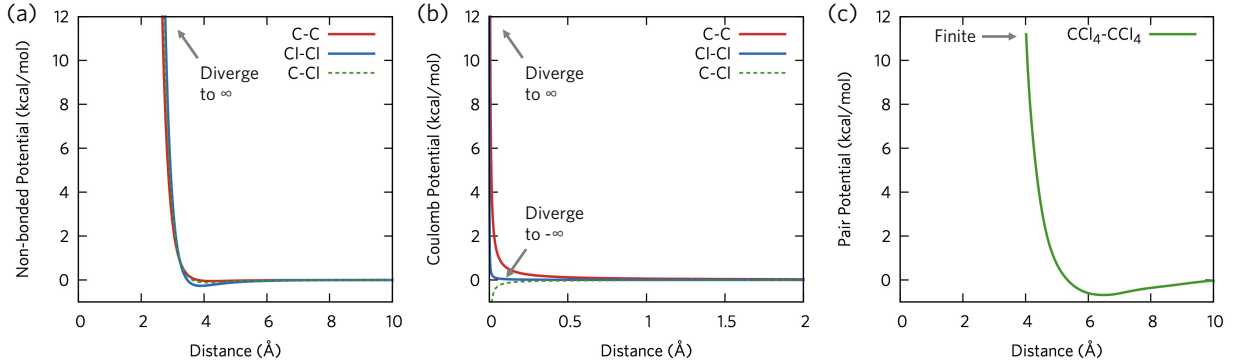 (a)
12
10
8
6
4
2
0
Non-bonded Potential (kcal/mol)
C-C
Cl-Cl
C-Cl
Diverge
to ∞
0 2 4 6 8 10
Distance (Å)
(b)
12
10
8
6
4
2
0
Coulomb Potential (kcal/mol)
C-C
Cl-Cl
C-Cl
Diverge
to ∞
Diverge
to -∞
0 0.5 1 1.5 2
Distance (Å)
(c)
12
10
8
6
4
2
0
Pair Potential (kcal/mol)
Finite
CCl₄-CCl₄
0 2 4 6 8 10
Distance (Å)